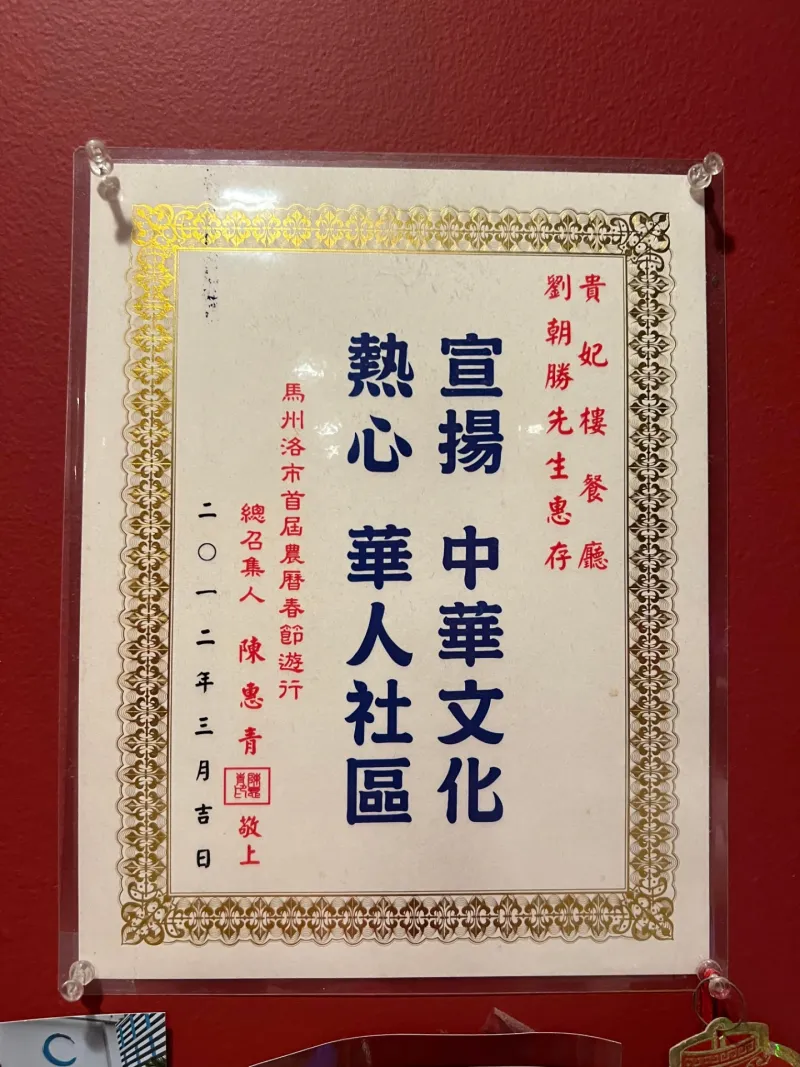 貴妃樓餐廳
劉朝勝先生惠存
宣揚 中華文化
熱心 華人社區
馬州洛市首屆農曆春節遊行
總召集人 陳惠青 敬上
二〇一二年三月吉日